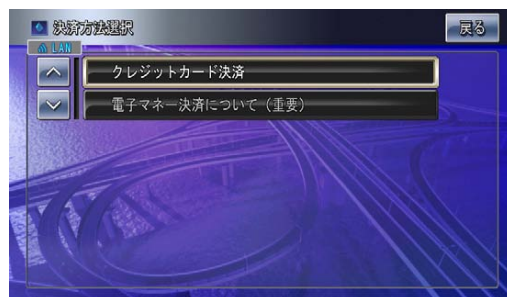 決済方法選択
戻る
LAN
クレジットカード決済
電子マネー決済について（重要）